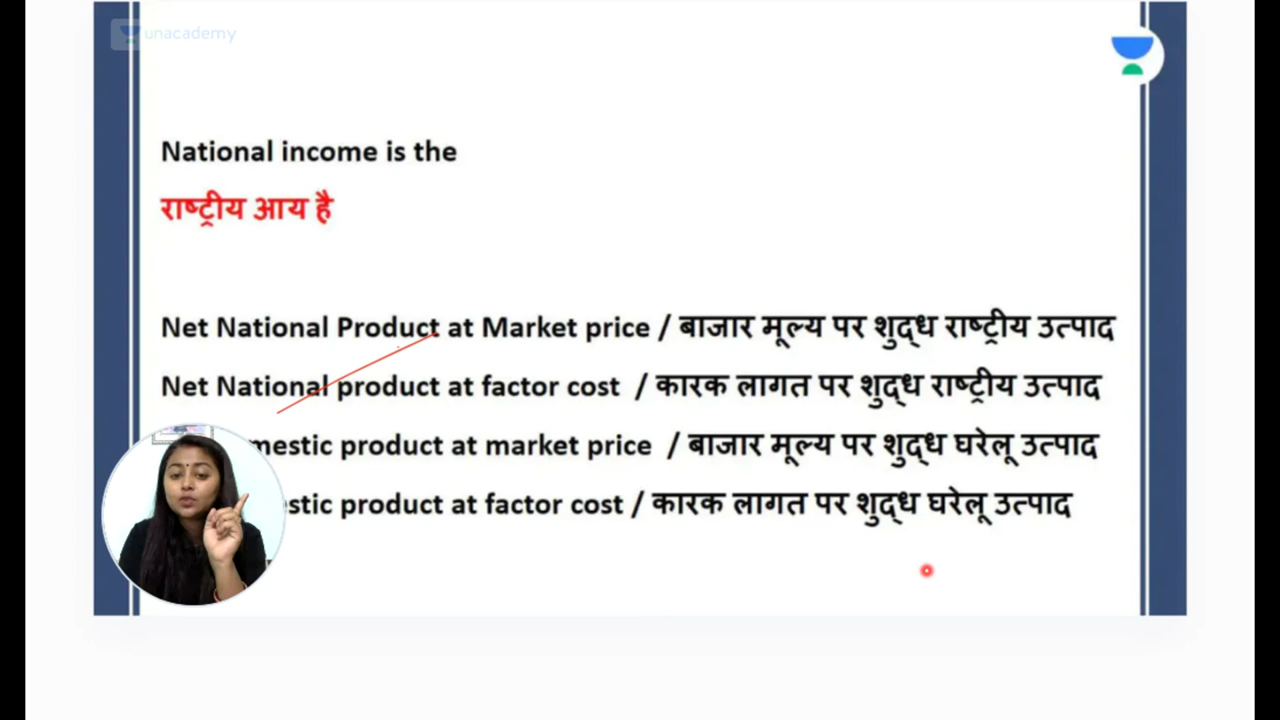 unacademy
National income is the
राष्ट्रीय आय है
Net National Product at Market price / बाजार मूल्य पर शुद्ध राष्ट्रीय उत्पाद
Net National product at factor cost / कारक लागत पर शुद्ध राष्ट्रीय उत्पाद
product at market price / बाजार मूल्य पर शुद्ध घरेलू उत्पाद
product at factor cost / कारक लागत पर शुद्ध घरेलू उत्पाद